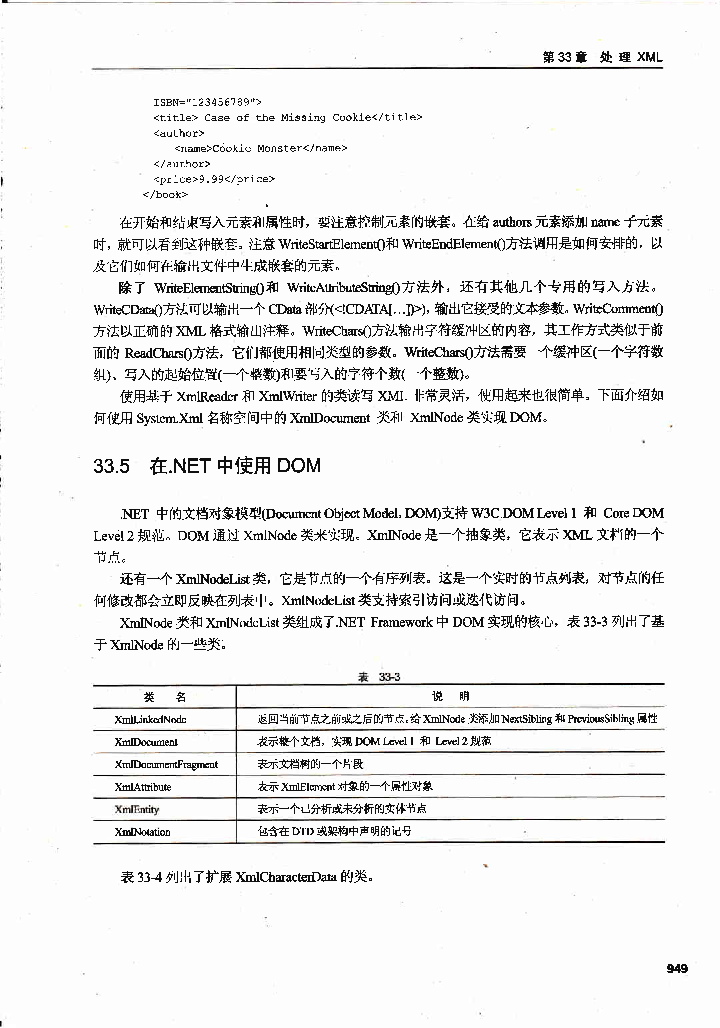 第33章 处 理 XML
ISBN="123456789">
<title> Case of the Missing Cookie</title>
<author>
<name>Cookie Monster</name>
</author>
<price>9.99</price>
</book>
在开始和结束写入元素和属性时，要注意控制元素的嵌套。在给 authors 元素添加 name 子元素
时，就可以看到这种嵌套。注意 WriteStartElement()和 WriteEndElement()方法调用是如何安排的，以
及它们如何在输出文件中生成嵌套的元素。
除了 WriteElementString()和 WriteAttributeString()方法外，还有其他几个专用的写入方法。
WriteCData()方法可以输出一个 CData 部分(<!CDATA[…]]>)，输出它接受的文本参数。WriteComment()
方法以正确的 XML 格式输出注释。WriteChars()方法输出字符缓冲区的内容，其工作方式类似于前
面的 ReadChars()方法，它们都使用相同类型的参数。WriteChars()方法需要一个缓冲区(一个字符数
组)、写入的起始位置(一个整数)和要写入的字符个数(一个整数)。
使用基于 XmlReader 和 XmlWriter 的类读写 XML 非常灵活，使用起来也很简单。下面介绍如
何使用 System.Xml 名称空间中的 XmlDocument 类和 XmlNode 类实现 DOM。
33.5 在.NET 中使用 DOM
.NET 中的文档对象模型(Document Object Model, DOM)支持 W3C DOM Level 1 和 Core DOM
Level 2 规范。DOM 通过 XmlNode 类来实现。XmlNode 是一个抽象类，它表示 XML 文档的一个
节点。
还有一个 XmlNodeList 类，它是节点的一个有序列表。这是一个实时的节点列表，对节点的任
何修改都会立即反映在列表中。XmlNodeList 类支持索引访问或迭代访问。
XmlNode 类和 XmlNodeList 类组成了.NET Framework 中 DOM 实现的核心，表 33-3 列出了基
于 XmlNode 的一些类。
表 33-3
类 名 说 明
XmlLinkedNode 返回当前节点之前或之后的节点。给 XmlNode 类添加 NextSibling 和 PreviousSibling 属性
XmlDocument 表示整个文档，实现 DOM Level 1 和 Level 2 规范
XmlDocumentFragment 表示文档树的一个片段
XmlAttribute 表示 XmlElement 对象的一个属性对象
XmlEntity 表示一个已分析或未分析的实体节点
XmlNotation 包含在 DTD 或架构中声明的记号
表 33-4 列出了扩展 XmlCharacterData 的类。
949